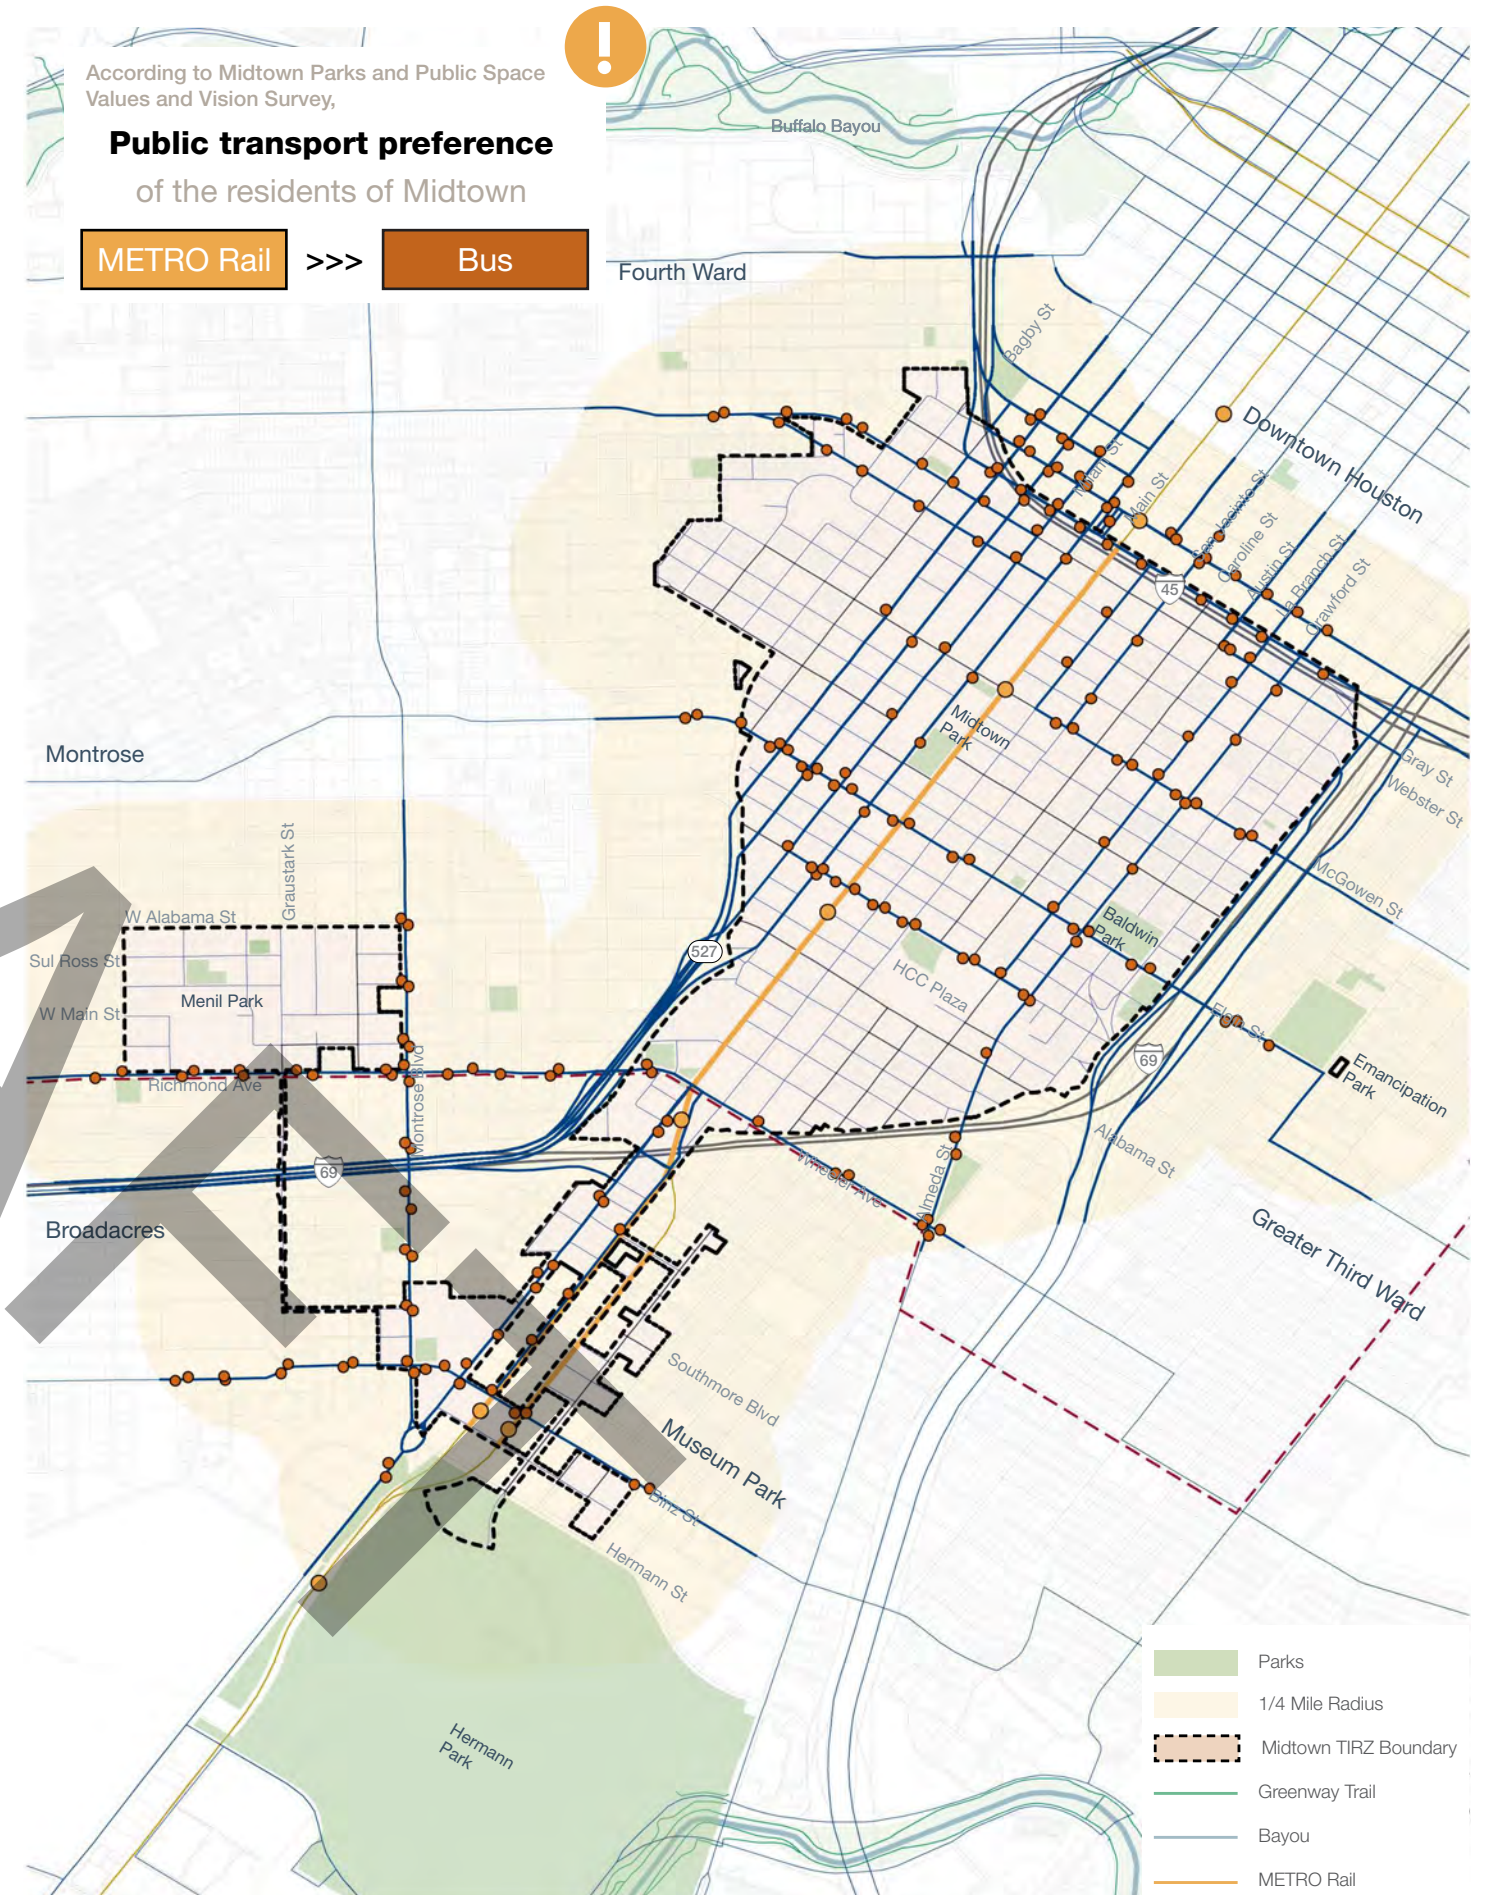 According to Midtown Parks and Public Space
Values and Vision Survey,
!
Public transport preference
of the residents of Midtown
METRO Rail >>> Bus
Buffalo Bayou
Fourth Ward
Bagby St
Downtown Houston
Main St
San Jacinto St
Caroline St
Austin St
La Branch St
Crawford St
45
Midtown
Park
Montrose
Gray St
Webster St
McGowen St
Graustark St
W Alabama St
Sul Ross St
Menil Park
W Main St
527
Baldwin
Park
HCC Plaza
Elgin St
69
Emancipation
Park
Richmond Ave
Montrose Blvd
Alabama St
Wheeler Ave
Almeda St
69
Broadacres
Greater Third Ward
Southmore Blvd
Museum Park
Binz St
Hermann St
Hermann
Park
Parks
1/4 Mile Radius
Midtown TIRZ Boundary
Greenway Trail
Bayou
METRO Rail